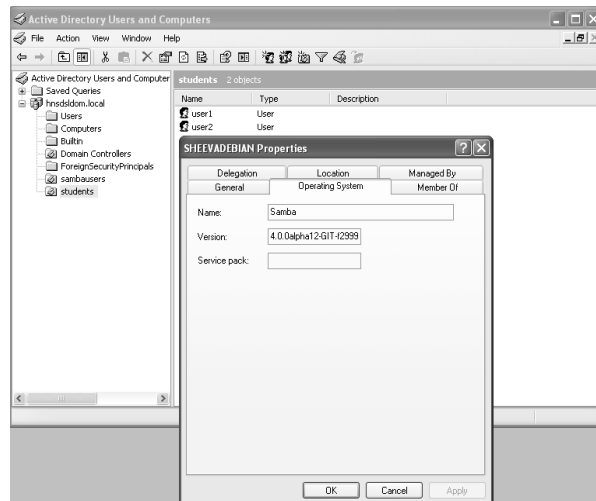 Active Directory Users and Computers
File Action View Window Help
Active Directory Users and Computer
Saved Queries
hnsdsldom.local
Users
Computers
Builtin
Domain Controllers
ForeignSecurityPrincipals
sambausers
students
students 2 objects
Name Type Description
user1 User
user2 User
SHEEVADEBIAN Properties
Delegation Location Managed By
General Operating System Member Of
Name: Samba
Version: 4.0.0alpha12-GIT-f2999
Service pack:
OK Cancel Apply